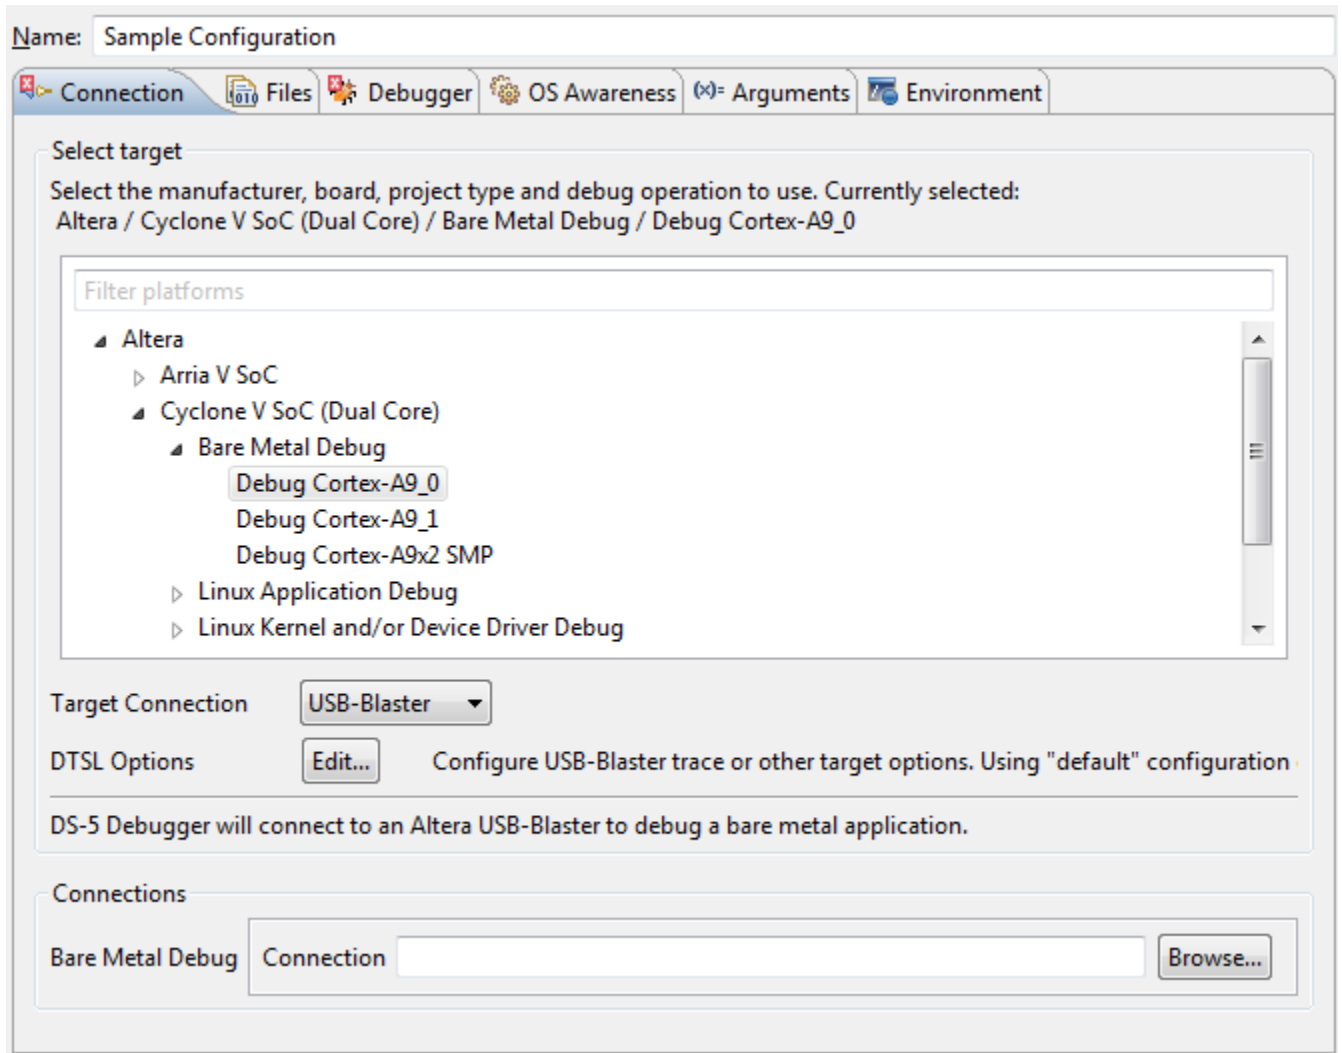 Name: Sample Configuration
Connection Files Debugger OS Awareness (x)= Arguments Environment
Select target
Select the manufacturer, board, project type and debug operation to use. Currently selected:
Altera / Cyclone V SoC (Dual Core) / Bare Metal Debug / Debug Cortex-A9_0
Filter platforms
Altera
Arria V SoC
Cyclone V SoC (Dual Core)
Bare Metal Debug
Debug Cortex-A9_0
Debug Cortex-A9_1
Debug Cortex-A9x2 SMP
Linux Application Debug
Linux Kernel and/or Device Driver Debug
Target Connection USB-Blaster
DTSL Options Edit... Configure USB-Blaster trace or other target options. Using "default" configuration
DS-5 Debugger will connect to an Altera USB-Blaster to debug a bare metal application.
Connections
Bare Metal Debug Connection Browse...